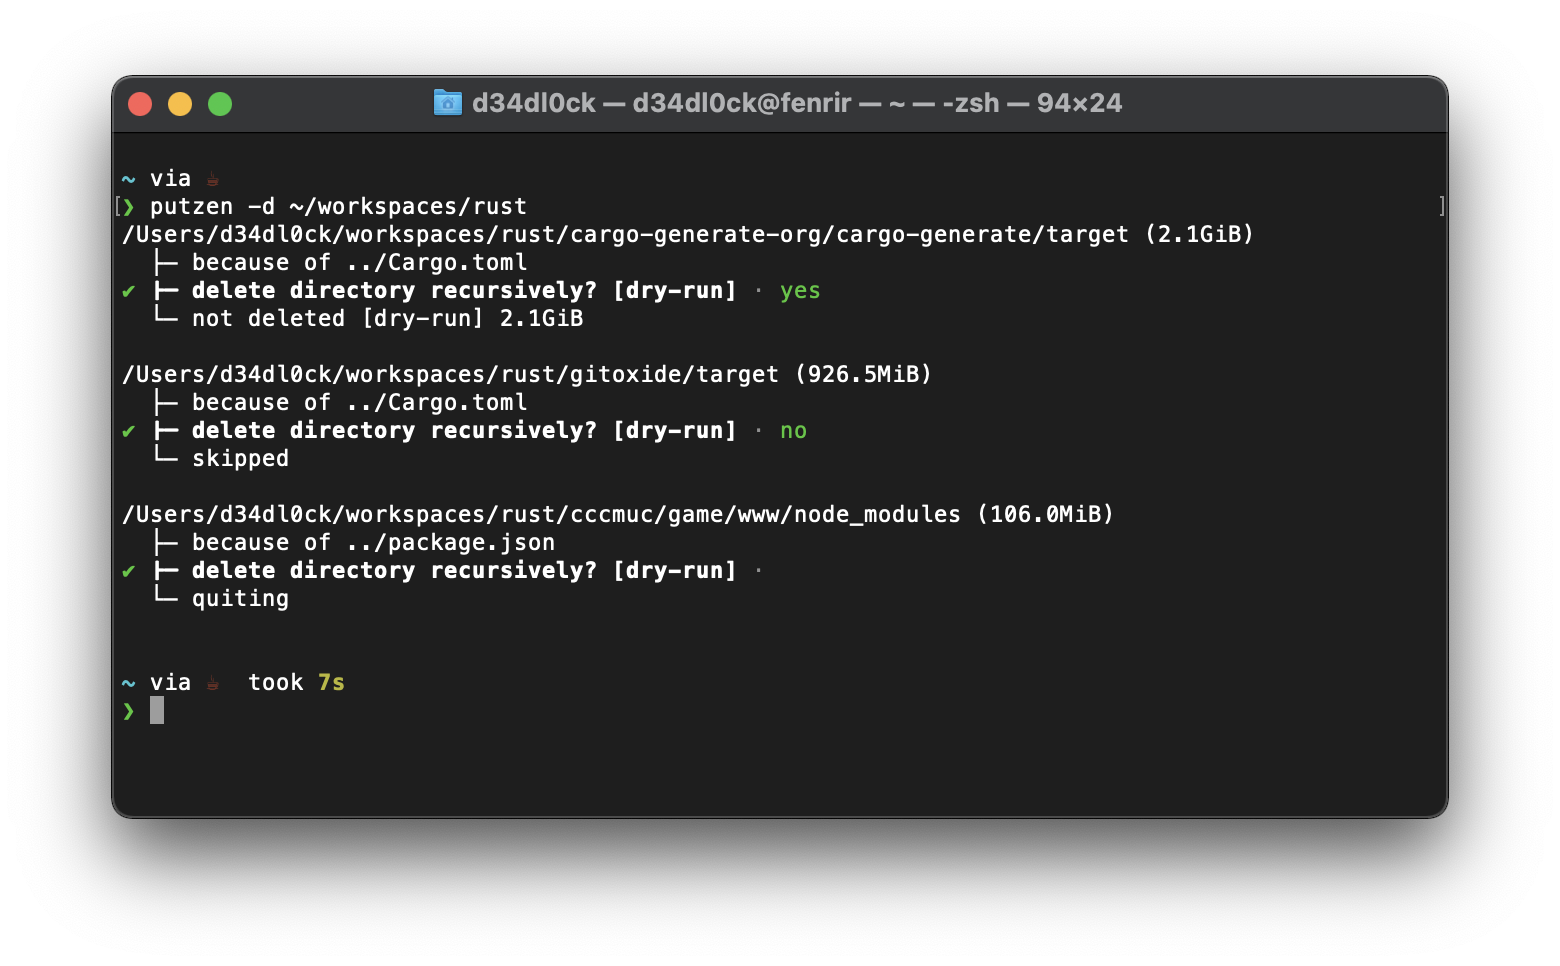 d34dl0ck — d34dl0ck@fenrir — ~ — -zsh — 94×24
~ via ☕
[❯ putzen -d ~/workspaces/rust ]
/Users/d34dl0ck/workspaces/rust/cargo-generate-org/cargo-generate/target (2.1GiB)
├─ because of ../Cargo.toml
✔ ├─ delete directory recursively? [dry-run] · yes
└─ not deleted [dry-run] 2.1GiB
/Users/d34dl0ck/workspaces/rust/gitoxide/target (926.5MiB)
├─ because of ../Cargo.toml
✔ ├─ delete directory recursively? [dry-run] · no
└─ skipped
/Users/d34dl0ck/workspaces/rust/cccmuc/game/www/node_modules (106.0MiB)
├─ because of ../package.json
✔ ├─ delete directory recursively? [dry-run] ·
└─ quiting
~ via ☕ took 7s
❯